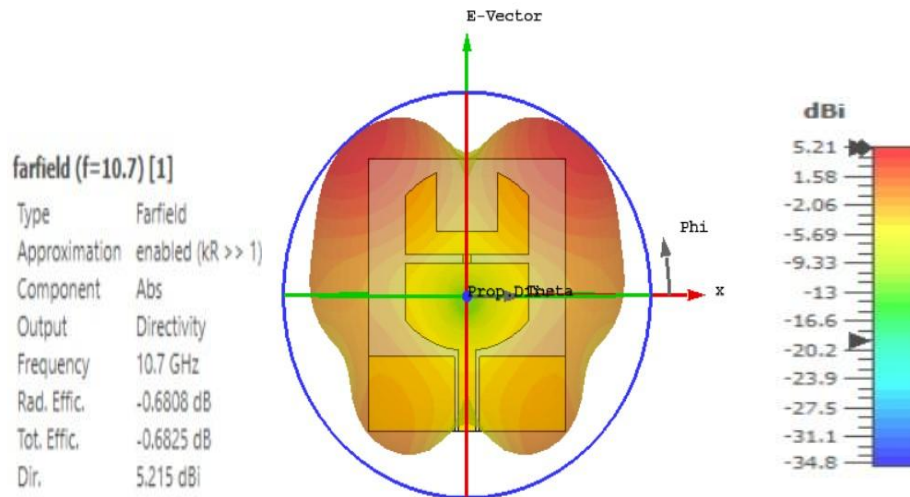 E-Vector
farfield (f=10.7) [1]
Type Farfield
Approximation enabled (kR >> 1)
Component Abs
Output Directivity
Frequency 10.7 GHz
Rad. Effic. -0.6808 dB
Tot. Effic. -0.6825 dB
Dir. 5.215 dBi
Phi
x
dBi
5.21
1.58
-2.06
-5.69
-9.33
-13
-16.6
-20.2
-23.9
-27.5
-31.1
-34.8